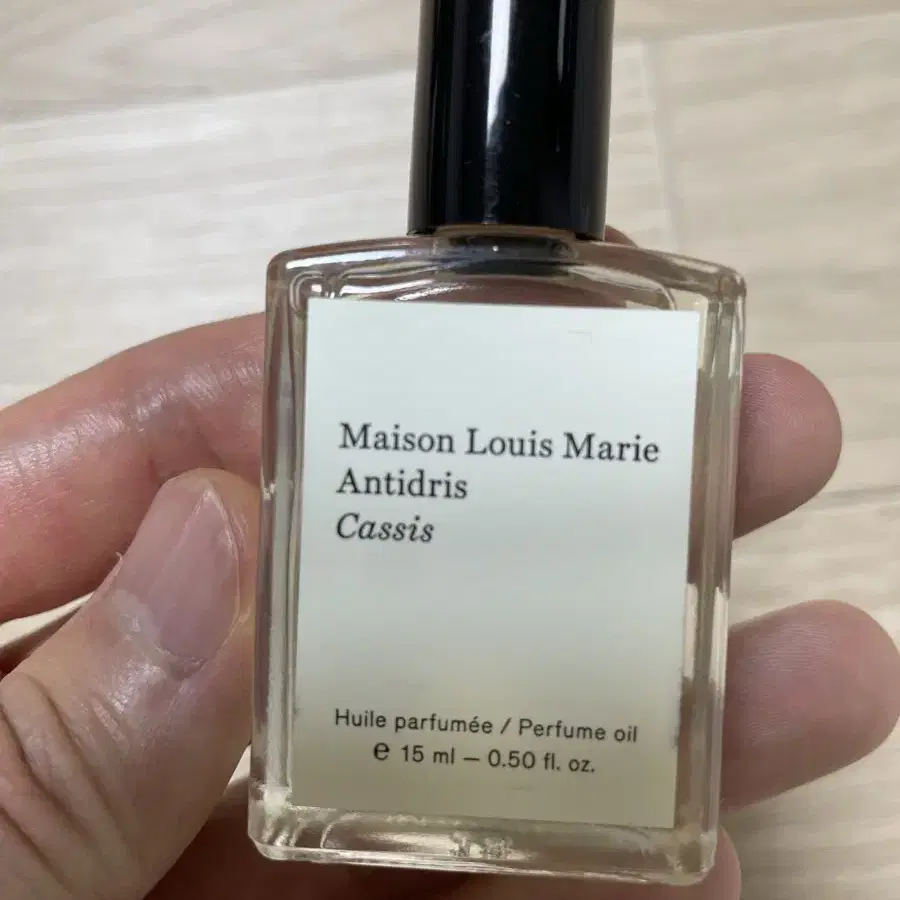 Maison Louis Marie
Antidris
Cassis
Huile parfumée / Perfume oil
℮ 15 ml — 0.50 fl. oz.